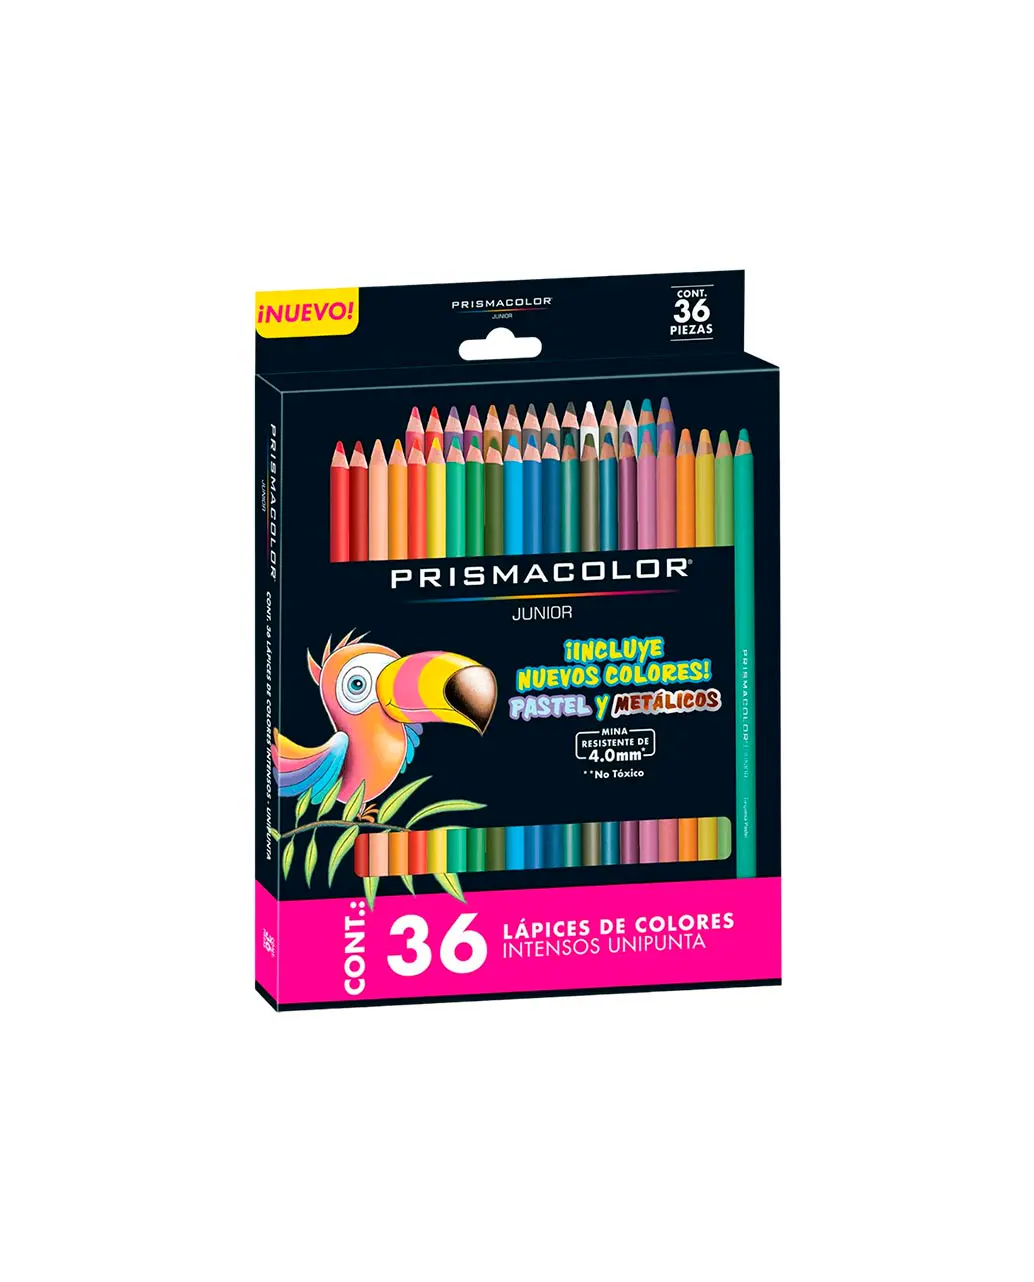 ¡NUEVO!
PRISMACOLOR®
JUNIOR
CONT.
36
PIEZAS
PRISMACOLOR®
JUNIOR
CONT. 36 LÁPICES DE COLORES INTENSOS · UNIPUNTA
PRISMACOLOR®
JUNIOR
¡INCLUYE
NUEVOS COLORES!
PASTEL Y METÁLICOS
MINA
RESISTENTE DE
4.0mm*
**No Tóxico
PRISMACOLOR
JUNIOR
CONT.:
36
LÁPICES DE COLORES
INTENSOS UNIPUNTA